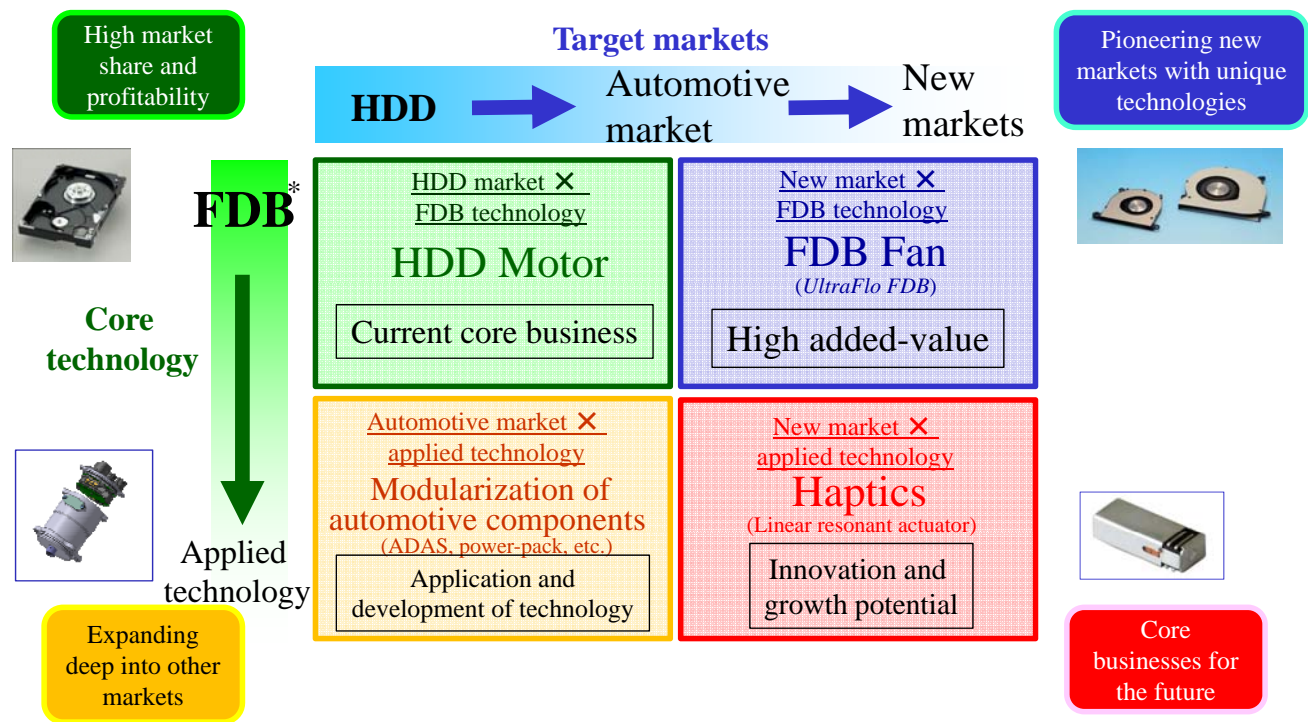 High market
share and
profitability
Target markets
HDD
Automotive
market
New
markets
Pioneering new
markets with unique
technologies
FDB*
Core
technology
Applied
technology
HDD market ×
FDB technology
HDD Motor
Current core business
New market ×
FDB technology
FDB Fan
(UltraFlo FDB)
High added-value
Automotive market ×
applied technology
Modularization of
automotive components
(ADAS, power-pack, etc.)
Application and
development of technology
New market ×
applied technology
Haptics
(Linear resonant actuator)
Innovation and
growth potential
Expanding
deep into other
markets
Core
businesses for
the future